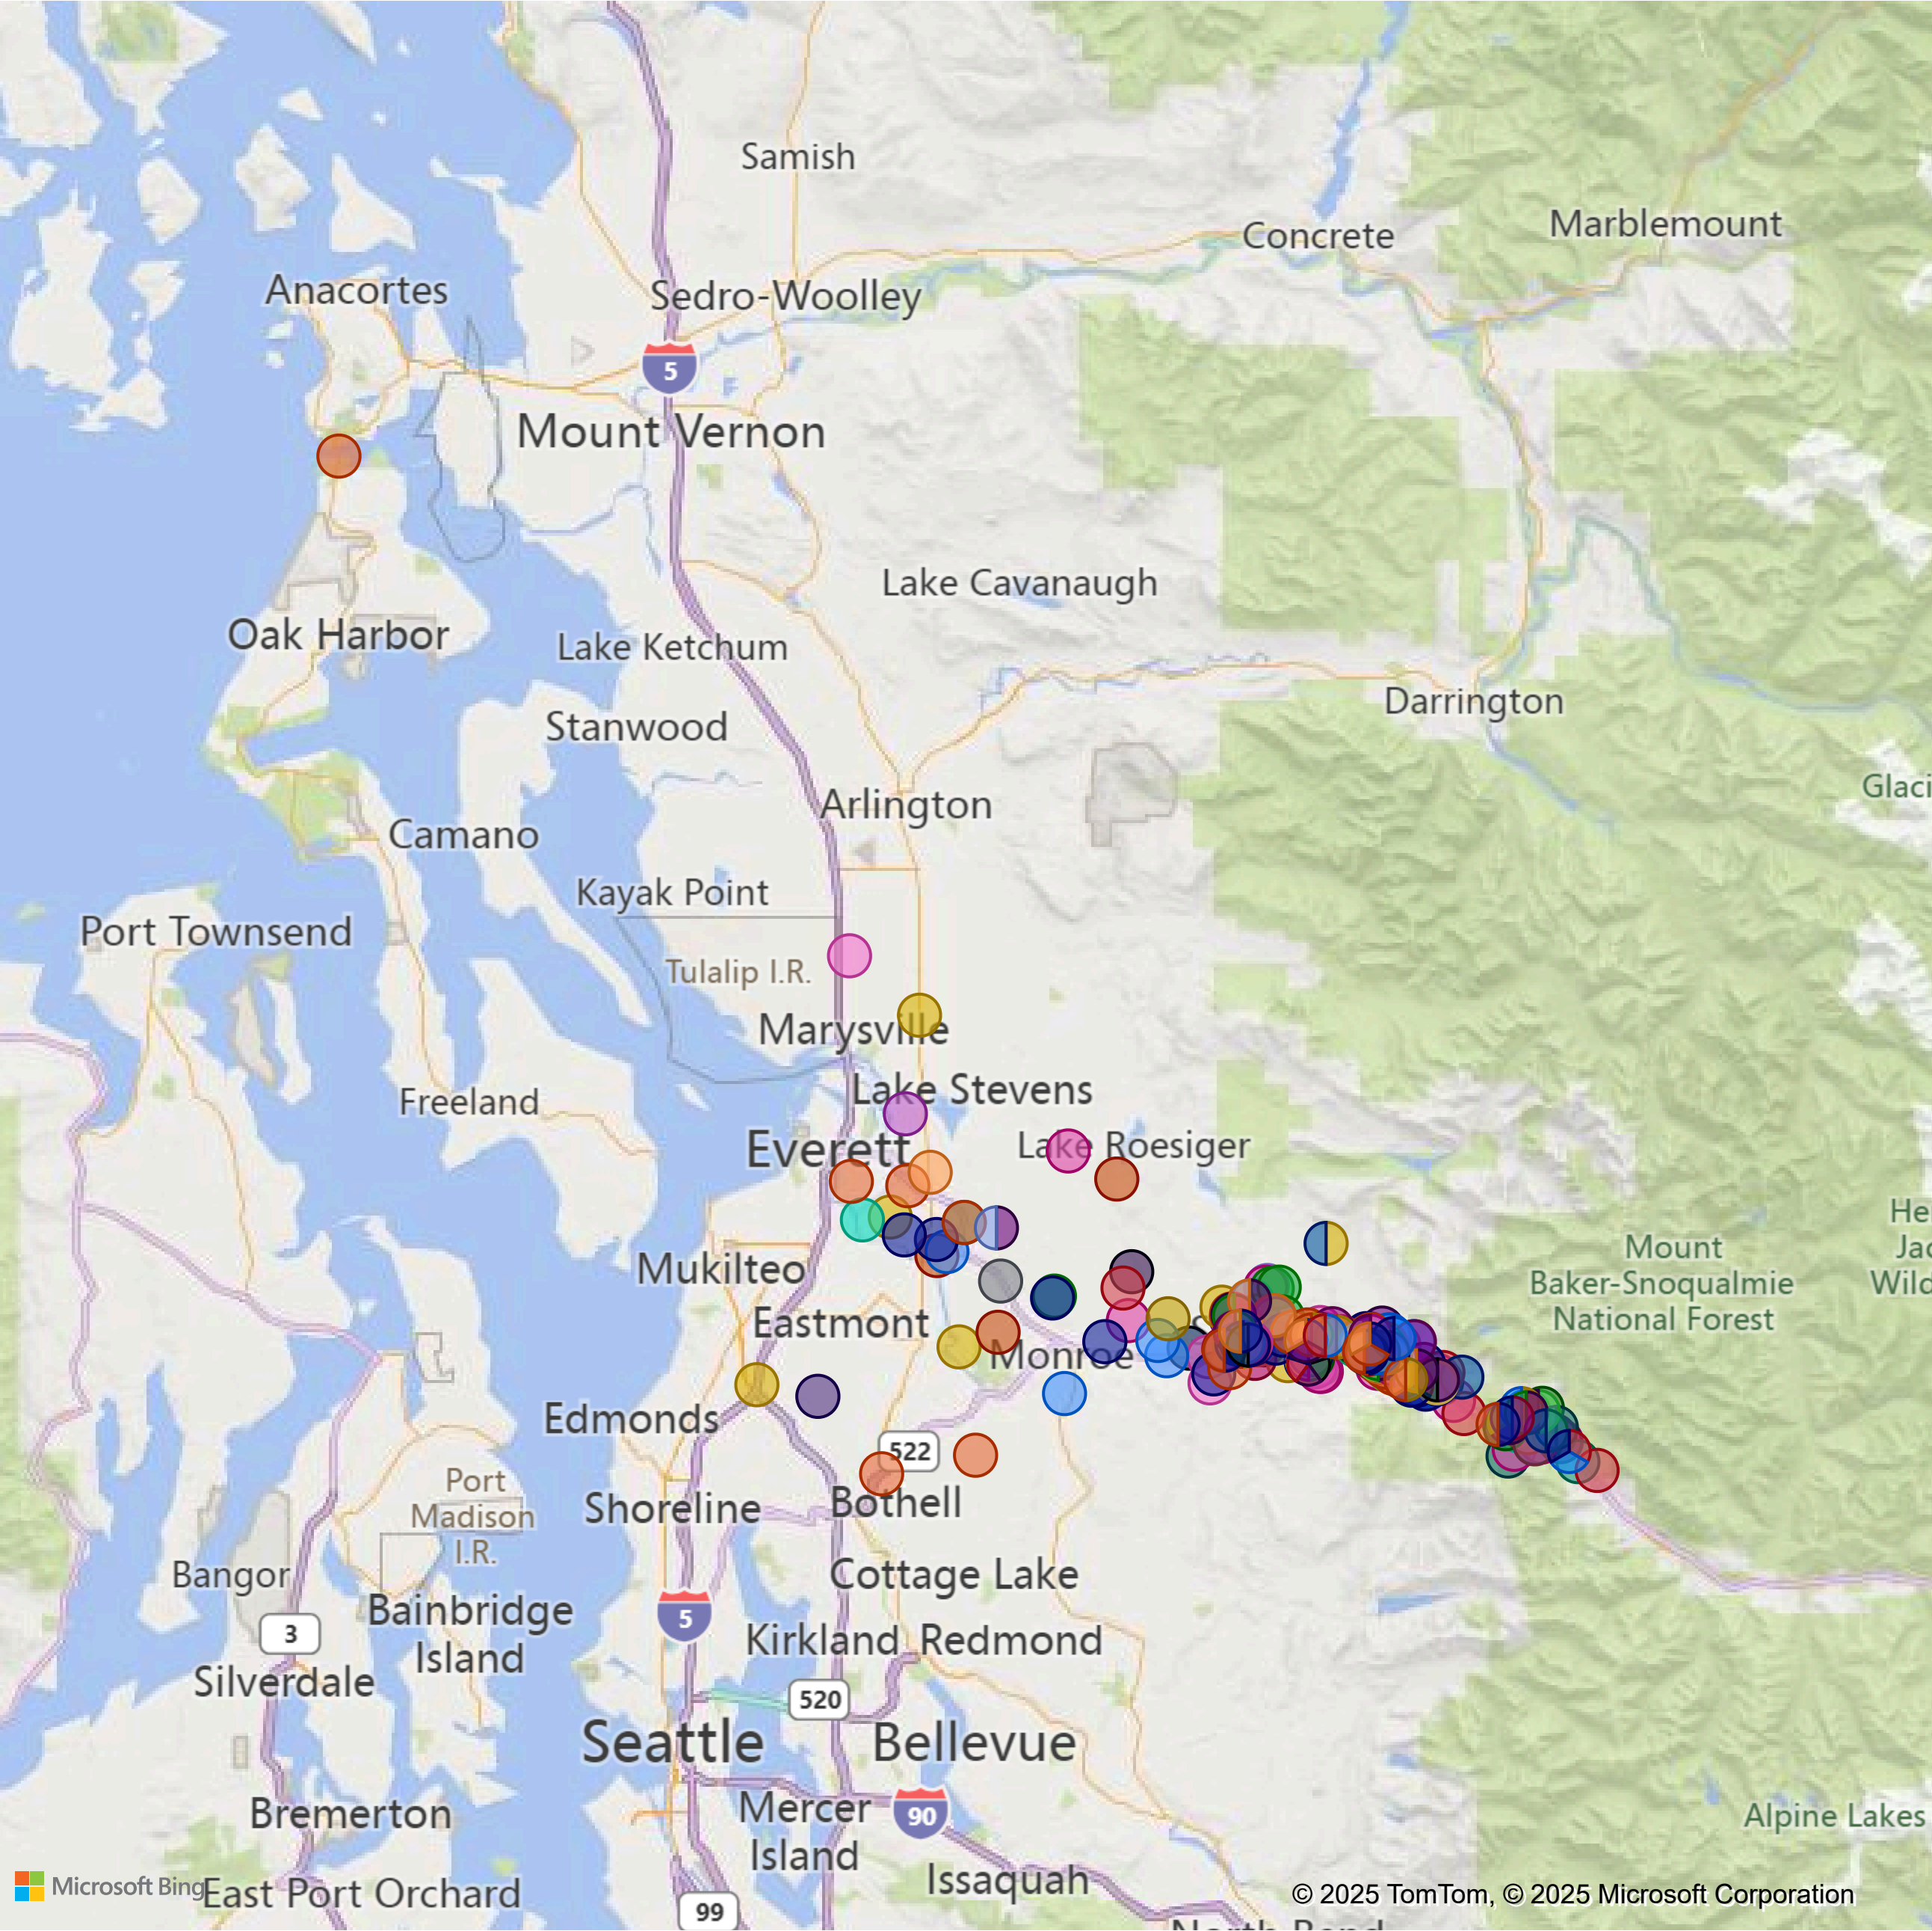 Samish
Marblemount
Concrete
Anacortes
Sedro-Woolley
5
Mount Vernon
Lake Cavanaugh
Oak Harbor
Lake Ketchum
Darrington
Stanwood
Glaci
Arlington
Camano
Kayak Point
Port Townsend
Tulalip I.R.
Marysville
Lake Stevens
Freeland
Everett
Lake Roesiger
He
Jac
Wild
Mount
Baker-Snoqualmie
National Forest
Mukilteo
Eastmont
Monroe
Edmonds
522
Port
Madison
I.R.
Shoreline
Bothell
Bangor
Cottage Lake
Bainbridge
Island
5
3
Kirkland
Redmond
Silverdale
520
Seattle
Bellevue
Mercer
Island
90
Bremerton
Alpine Lakes
Issaquah
Microsoft Bing
East Port Orchard
99
© 2025 TomTom, © 2025 Microsoft Corporation
North Bend